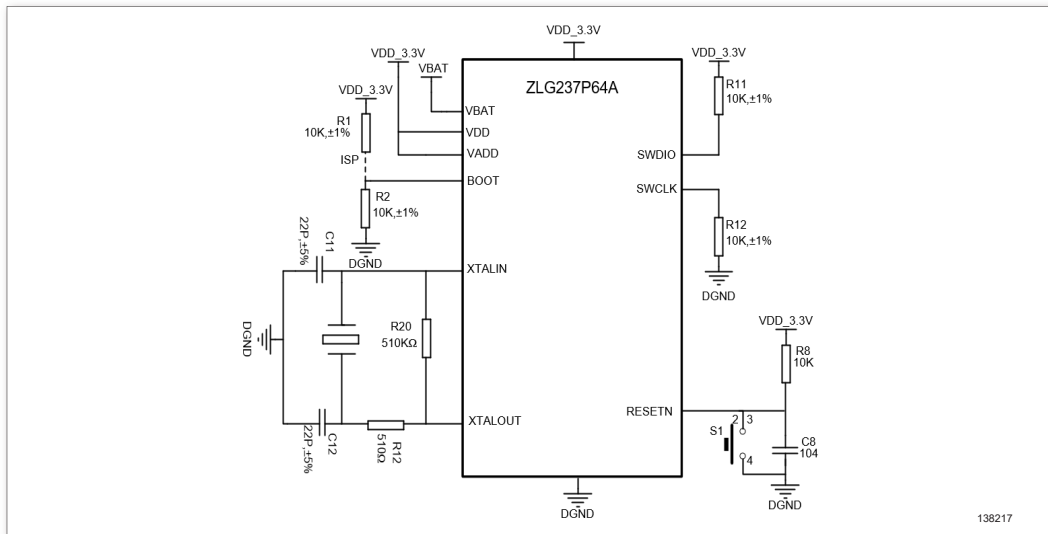 VDD_3.3V
VDD_3.3V
VDD_3.3V
VBAT
ZLG237P64A
VDD_3.3V
R1
10K,±1%
ISP
R11
10K,±1%
VBAT
VDD
VADD
BOOT
SWDIO
SWCLK
R2
10K,±1%
DGND
R12
10K,±1%
DGND
C11
22P,±5%
XTALIN
DGND
R20
510KΩ
C12
22P,±5%
R12
510Ω
XTALOUT
VDD_3.3V
R8
10K
RESETN
S1
2
3
4
C8
104
DGND
DGND
138217